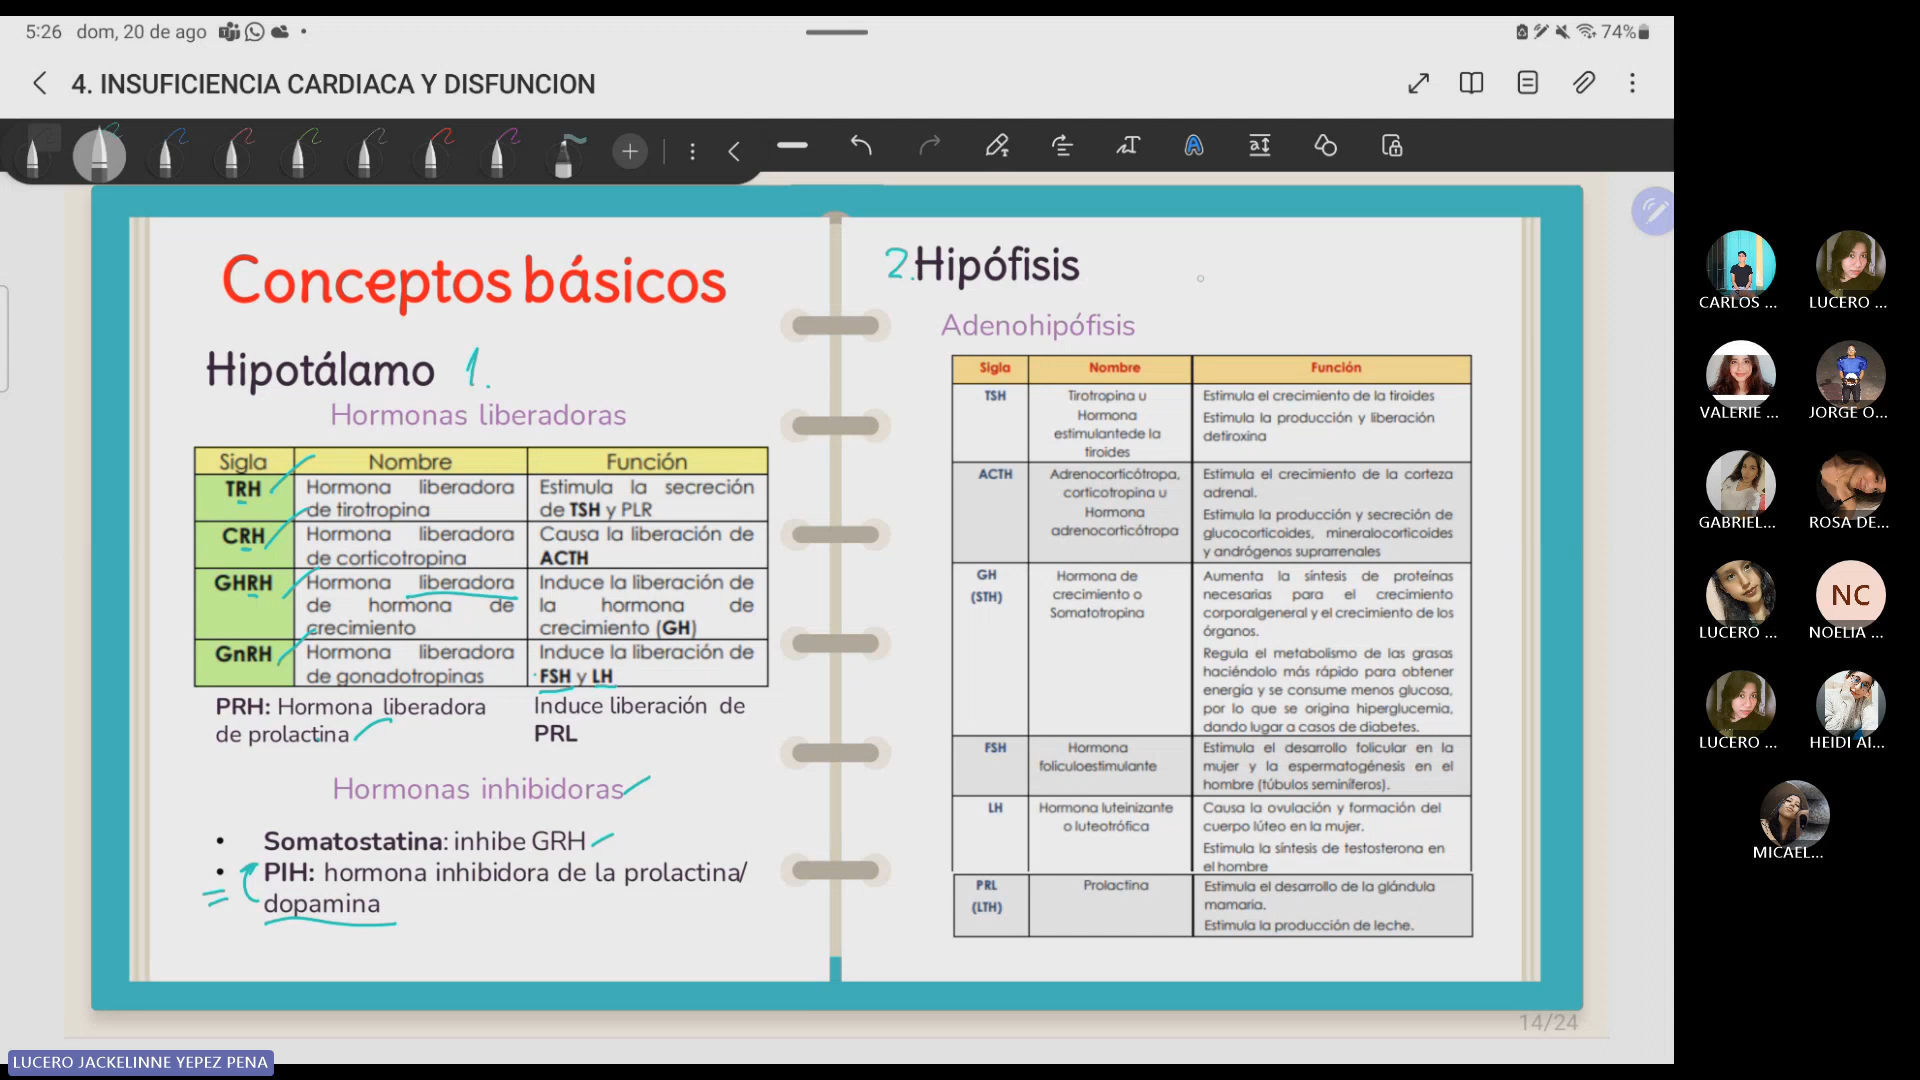 5:26 dom, 20 de ago
74%
4. INSUFICIENCIA CARDIACA Y DISFUNCION
Conceptos básicos
Hipotálamo 1.
Hormonas liberadoras
Sigla Nombre Función
TRH Hormona liberadora Estimula la secreción
de tirotropina de TSH y PLR
CRH Hormona liberadora Causa la liberación de
de corticotropina ACTH
GHRH Hormona liberadora Induce la liberación de
de hormona de la hormona de
crecimiento crecimiento (GH)
GnRH Hormona liberadora Induce la liberación de
de gonadotropinas FSH y LH
PRH: Hormona liberadora Induce liberación de
de prolactina PRL
Hormonas inhibidoras
• Somatostatina: inhibe GRH
• PIH: hormona inhibidora de la prolactina/
dopamina
2. Hipófisis
Adenohipófisis
Sigla Nombre Función
TSH Tirotropina u Estimula el crecimiento de la tiroides
Hormona Estimula la producción y liberación
estimulantede la detiroxina
tiroides
ACTH Adrenocorticótropa, Estimula el crecimiento de la corteza
corticotropina u adrenal.
Hormona Estimula la producción y secreción de
adrenocorticótropa glucocorticoides, mineralocorticoides
y andrógenos suprarrenales
GH Hormona de Aumenta la síntesis de proteínas
(STH) crecimiento o necesarias para el crecimiento
Somatotropina corporalgeneral y el crecimiento de los
órganos.
Regula el metabolismo de las grasas
haciéndolo más rápido para obtener
energía y se consume menos glucosa,
por lo que se origina hiperglucemia,
dando lugar a casos de diabetes.
FSH Hormona Estimula el desarrollo folicular en la
foliculoestimulante mujer y la espermatogénesis en el
hombre (túbulos seminíferos).
LH Hormona luteinizante Causa la ovulación y formación del
o luteotrófica cuerpo lúteo en la mujer.
Estimula la síntesis de testosterona en
el hombre
PRL Prolactina Estimula el desarrollo de la glándula
(LTH) mamaria.
Estimula la producción de leche.
14/24
CARLOS ... LUCERO ...
VALERIE ... JORGE O...
GABRIEL... ROSA DE...
NC
LUCERO ... NOELIA ...
LUCERO ... HEIDI AI...
MICAEL...
LUCERO JACKELINNE YEPEZ PENA